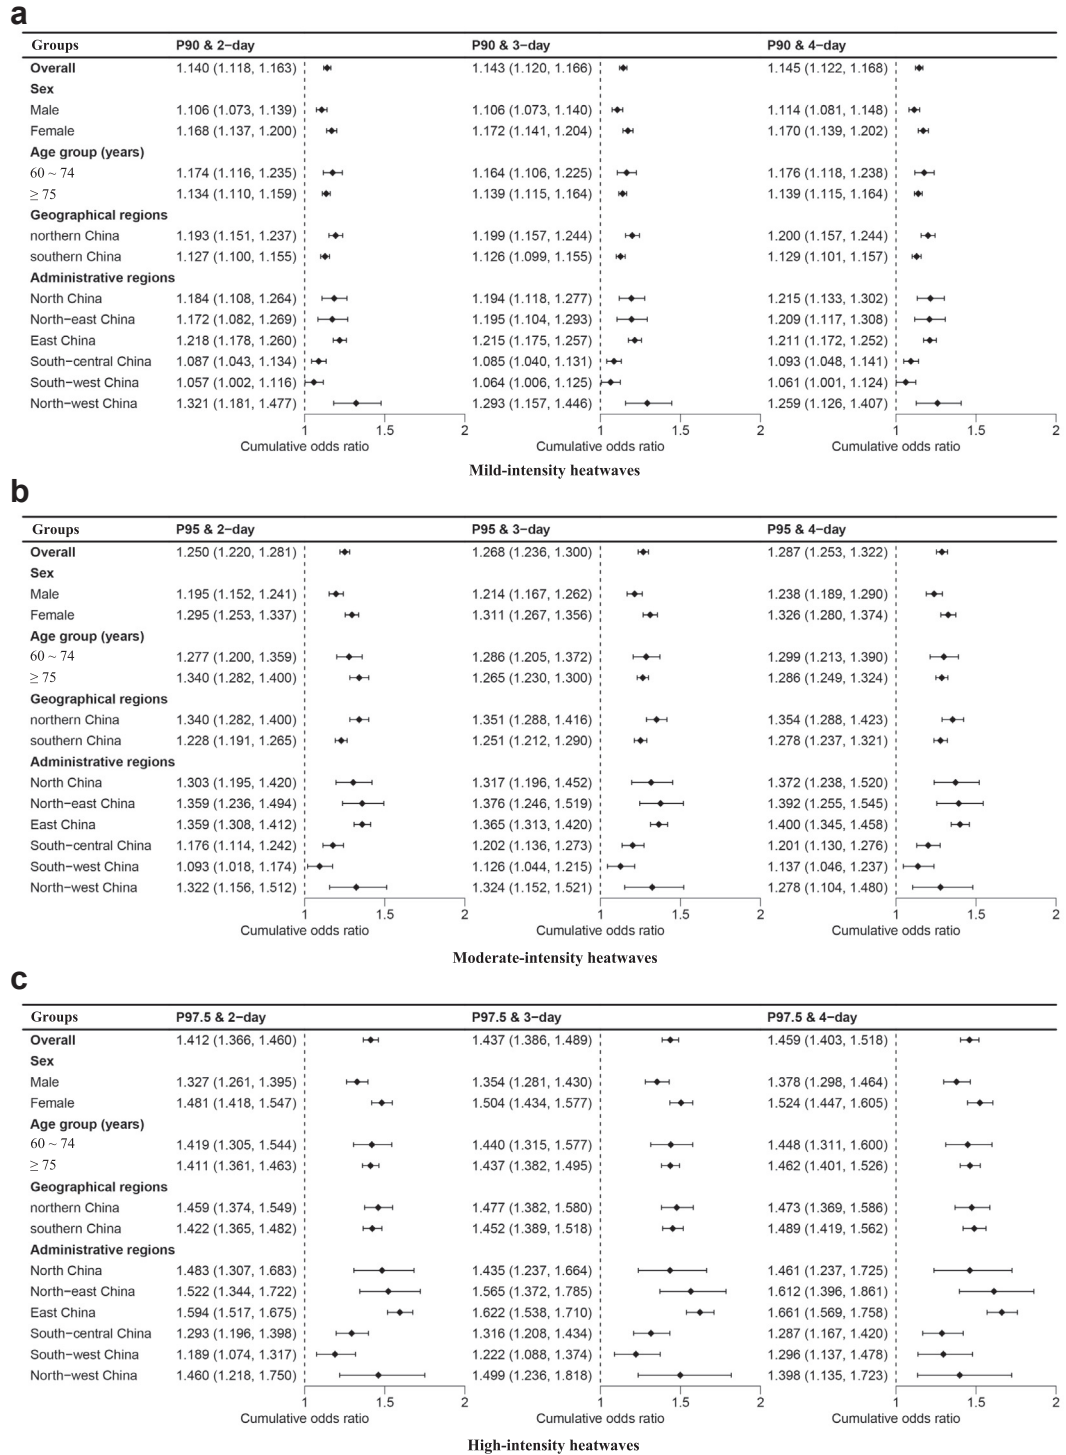 a
Groups P90 & 2−day P90 & 3−day P90 & 4−day
Overall 1.140 (1.118, 1.163) 1.143 (1.120, 1.166) 1.145 (1.122, 1.168)
Sex
Male 1.106 (1.073, 1.139) 1.106 (1.073, 1.140) 1.114 (1.081, 1.148)
Female 1.168 (1.137, 1.200) 1.172 (1.141, 1.204) 1.170 (1.139, 1.202)
Age group (years)
60 ~ 74 1.174 (1.116, 1.235) 1.164 (1.106, 1.225) 1.176 (1.118, 1.238)
≥ 75 1.134 (1.110, 1.159) 1.139 (1.115, 1.164) 1.139 (1.115, 1.164)
Geographical regions
northern China 1.193 (1.151, 1.237) 1.199 (1.157, 1.244) 1.200 (1.157, 1.244)
southern China 1.127 (1.100, 1.155) 1.126 (1.099, 1.155) 1.129 (1.101, 1.157)
Administrative regions
North China 1.184 (1.108, 1.264) 1.194 (1.118, 1.277) 1.215 (1.133, 1.302)
North−east China 1.172 (1.082, 1.269) 1.195 (1.104, 1.293) 1.209 (1.117, 1.308)
East China 1.218 (1.178, 1.260) 1.215 (1.175, 1.257) 1.211 (1.172, 1.252)
South−central China 1.087 (1.043, 1.134) 1.085 (1.040, 1.131) 1.093 (1.048, 1.141)
South−west China 1.057 (1.002, 1.116) 1.064 (1.006, 1.125) 1.061 (1.001, 1.124)
North−west China 1.321 (1.181, 1.477) 1.293 (1.157, 1.446) 1.259 (1.126, 1.407)
1 1.5 2 1 1.5 2 1 1.5 2
Cumulative odds ratio Cumulative odds ratio Cumulative odds ratio
Mild-intensity heatwaves
b
Groups P95 & 2−day P95 & 3−day P95 & 4−day
Overall 1.250 (1.220, 1.281) 1.268 (1.236, 1.300) 1.287 (1.253, 1.322)
Sex
Male 1.195 (1.152, 1.241) 1.214 (1.167, 1.262) 1.238 (1.189, 1.290)
Female 1.295 (1.253, 1.337) 1.311 (1.267, 1.356) 1.326 (1.280, 1.374)
Age group (years)
60 ~ 74 1.277 (1.200, 1.359) 1.286 (1.205, 1.372) 1.299 (1.213, 1.390)
≥ 75 1.340 (1.282, 1.400) 1.265 (1.230, 1.300) 1.286 (1.249, 1.324)
Geographical regions
northern China 1.340 (1.282, 1.400) 1.351 (1.288, 1.416) 1.354 (1.288, 1.423)
southern China 1.228 (1.191, 1.265) 1.251 (1.212, 1.290) 1.278 (1.237, 1.321)
Administrative regions
North China 1.303 (1.195, 1.420) 1.317 (1.196, 1.452) 1.372 (1.238, 1.520)
North−east China 1.359 (1.236, 1.494) 1.376 (1.246, 1.519) 1.392 (1.255, 1.545)
East China 1.359 (1.308, 1.412) 1.365 (1.313, 1.420) 1.400 (1.345, 1.458)
South−central China 1.176 (1.114, 1.242) 1.202 (1.136, 1.273) 1.201 (1.130, 1.276)
South−west China 1.093 (1.018, 1.174) 1.126 (1.044, 1.215) 1.137 (1.046, 1.237)
North−west China 1.322 (1.156, 1.512) 1.324 (1.152, 1.521) 1.278 (1.104, 1.480)
1 1.5 2 1 1.5 2 1 1.5 2
Cumulative odds ratio Cumulative odds ratio Cumulative odds ratio
Moderate-intensity heatwaves
c
Groups P97.5 & 2−day P97.5 & 3−day P97.5 & 4−day
Overall 1.412 (1.366, 1.460) 1.437 (1.386, 1.489) 1.459 (1.403, 1.518)
Sex
Male 1.327 (1.261, 1.395) 1.354 (1.281, 1.430) 1.378 (1.298, 1.464)
Female 1.481 (1.418, 1.547) 1.504 (1.434, 1.577) 1.524 (1.447, 1.605)
Age group (years)
60 ~ 74 1.419 (1.305, 1.544) 1.440 (1.315, 1.577) 1.448 (1.311, 1.600)
≥ 75 1.411 (1.361, 1.463) 1.437 (1.382, 1.495) 1.462 (1.401, 1.526)
Geographical regions
northern China 1.459 (1.374, 1.549) 1.477 (1.382, 1.580) 1.473 (1.369, 1.586)
southern China 1.422 (1.365, 1.482) 1.452 (1.389, 1.518) 1.489 (1.419, 1.562)
Administrative regions
North China 1.483 (1.307, 1.683) 1.435 (1.237, 1.664) 1.461 (1.237, 1.725)
North−east China 1.522 (1.344, 1.722) 1.565 (1.372, 1.785) 1.612 (1.396, 1.861)
East China 1.594 (1.517, 1.675) 1.622 (1.538, 1.710) 1.661 (1.569, 1.758)
South−central China 1.293 (1.196, 1.398) 1.316 (1.208, 1.434) 1.287 (1.167, 1.420)
South−west China 1.189 (1.074, 1.317) 1.222 (1.088, 1.374) 1.296 (1.137, 1.478)
North−west China 1.460 (1.218, 1.750) 1.499 (1.236, 1.818) 1.398 (1.135, 1.723)
1 1.5 2 1 1.5 2 1 1.5 2
Cumulative odds ratio Cumulative odds ratio Cumulative odds ratio
High-intensity heatwaves